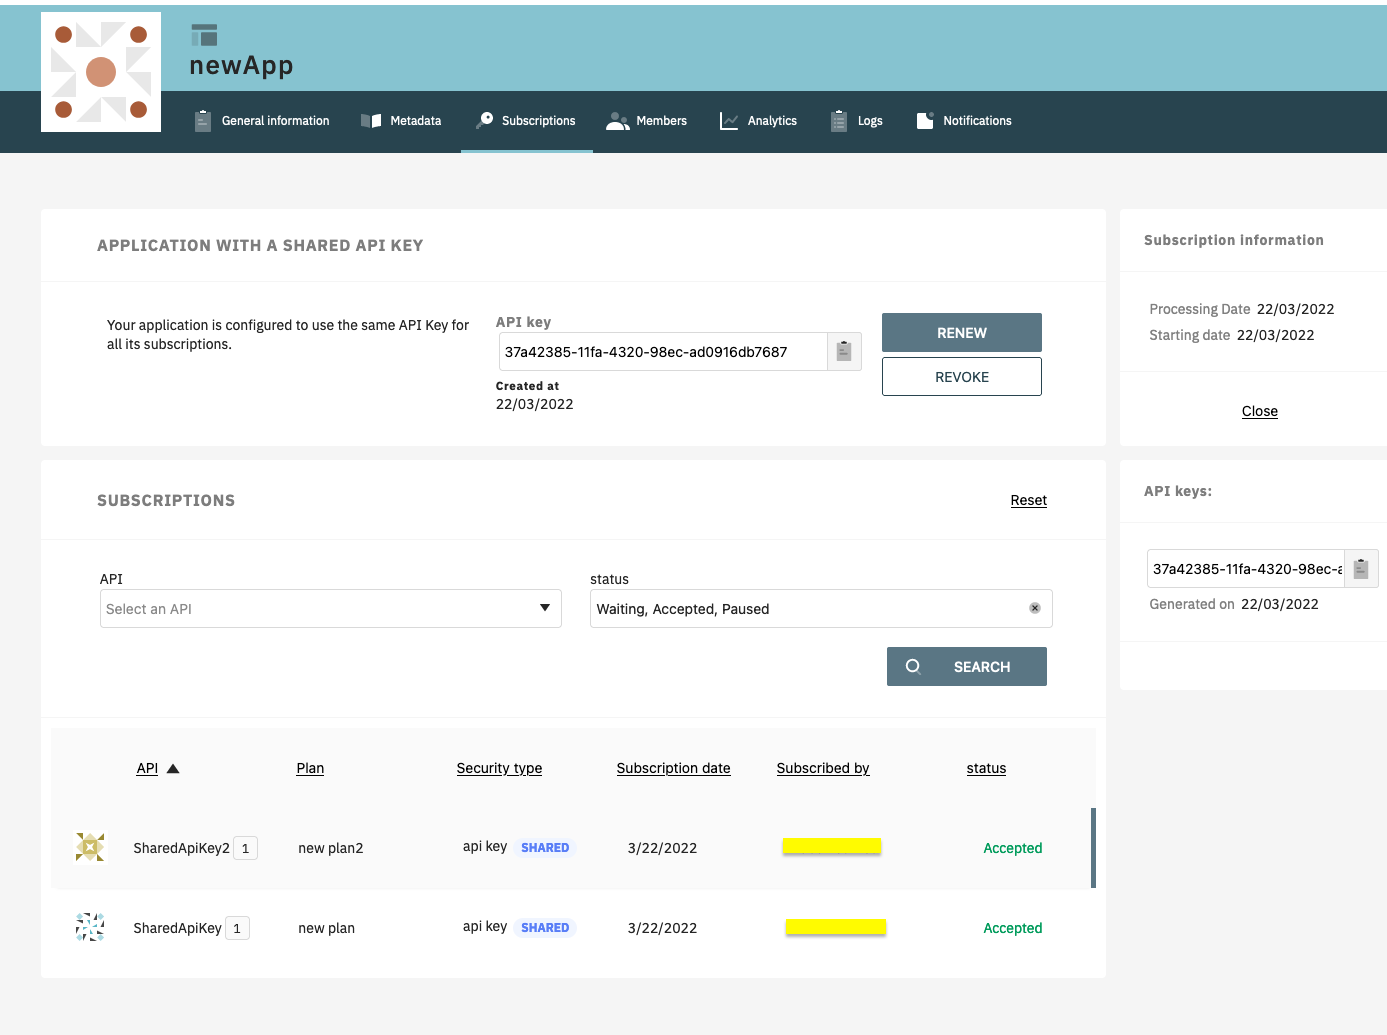 newApp
General information
Metadata
Subscriptions
Members
Analytics
Logs
Notifications
APPLICATION WITH A SHARED API KEY
Your application is configured to use the same API Key for
all its subscriptions.
API key
37a42385-11fa-4320-98ec-ad0916db7687
Created at
22/03/2022
RENEW
REVOKE
Subscription information
Processing Date 22/03/2022
Starting date 22/03/2022
Close
SUBSCRIPTIONS
Reset
API
Select an API
status
Waiting, Accepted, Paused
SEARCH
API keys:
37a42385-11fa-4320-98ec-a
Generated on 22/03/2022
API Plan Security type Subscription date Subscribed by status
SharedApiKey2 1 new plan2 api key SHARED 3/22/2022 Accepted
SharedApiKey 1 new plan api key SHARED 3/22/2022 Accepted